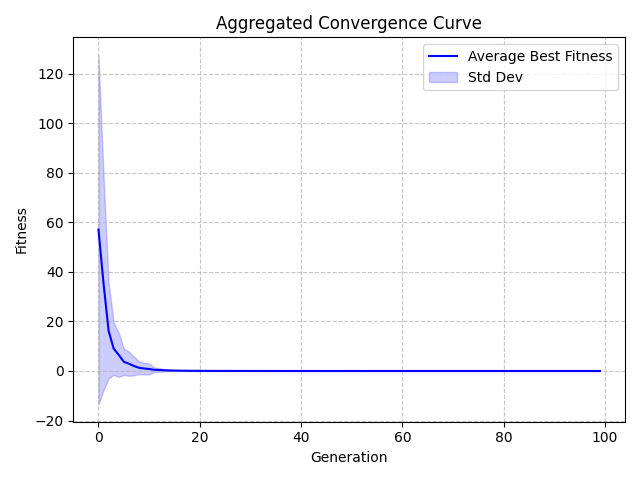 Aggregated Convergence Curve
Average Best Fitness
Std Dev
Fitness
120
100
80
60
40
20
0
−20
0 20 40 60 80 100
Generation